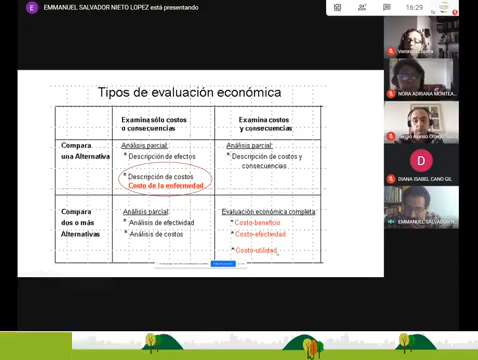 E EMMANUEL SALVADOR NIETO LOPEZ está presentando
16:29
Tipos de evaluación económica
Examina sólo costos
o consecuencias
Examina costos
y consecuencias
Compara
una Alternativa
Análisis parcial:
* Descripción de efectos
* Descripción de costos
Costo de la enfermedad
Análisis parcial:
* Descripción de costos y
consecuencias
Compara
dos o más
Alternativas
Análisis parcial:
* Análisis de efectividad
* Análisis de costos
Evaluación económica completa:
* Costo-beneficio
* Costo-efectividad
* Costo-utilidad
NORA ADRIANA MONTEA
D
DIANA ISABEL CANO GIL
EMMANUEL SALVADOR N